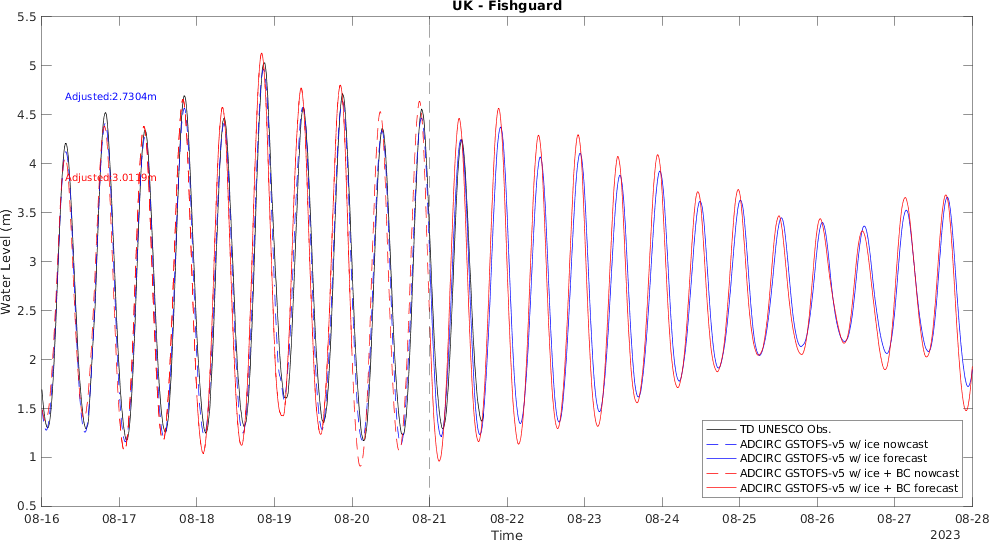 UK - Fishguard
5.5
5
4.5
4
3.5
3
2.5
2
1.5
1
0.5
Water Level (m)
Adjusted:2.7304m
Adjusted:3.0119m
TD UNESCO Obs.
ADCIRC GSTOFS-v5 w/ ice nowcast
ADCIRC GSTOFS-v5 w/ ice forecast
ADCIRC GSTOFS-v5 w/ ice + BC nowcast
ADCIRC GSTOFS-v5 w/ ice + BC forecast
08-16 08-17 08-18 08-19 08-20 08-21 08-22 08-23 08-24 08-25 08-26 08-27 08-28
Time
2023